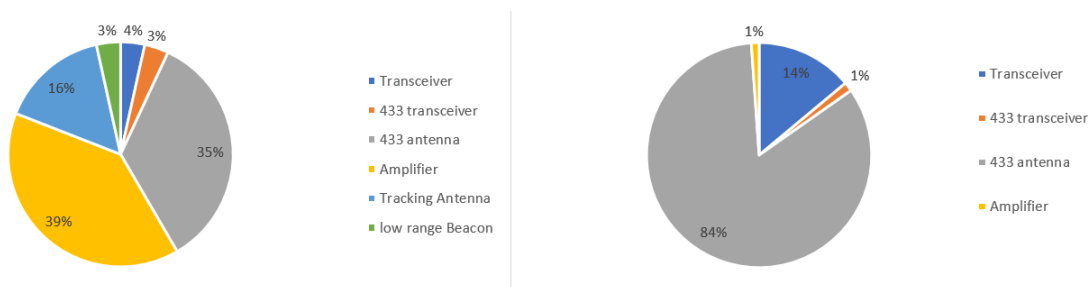 3%
4%
3%
16%
35%
39%
Transceiver
433 transceiver
433 antenna
Amplifier
Tracking Antenna
low range Beacon
1%
14%
1%
84%
Transceiver
433 transceiver
433 antenna
Amplifier